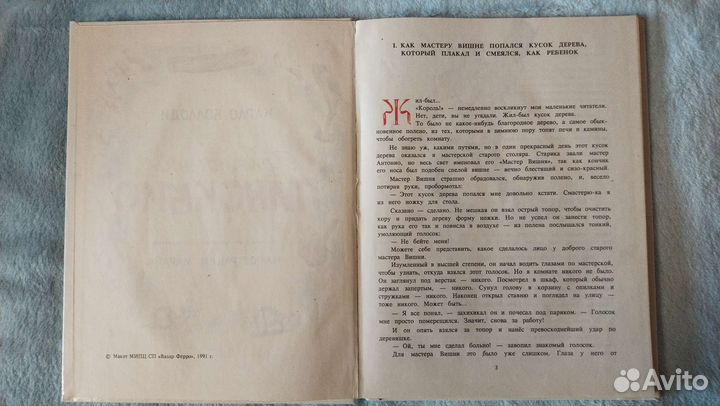 © Макет МИПЦ СП «Вазар Ферро», 1991 г.
1. КАК МАСТЕРУ ВИШНЕ ПОПАЛСЯ КУСОК ДЕРЕВА,
КОТОРЫЙ ПЛАКАЛ И СМЕЯЛСЯ, КАК РЕБЕНОК
Жил-был...
«Король!» — немедленно воскликнут мои маленькие читатели.
Нет, дети, вы не угадали. Жил-был кусок дерева.
То было не какое-нибудь благородное дерево, а самое обык-
новенное полено, из тех, которыми в зимнюю пору топят печи и камины,
чтобы обогреть комнату.
Не знаю уж, какими путями, но в один прекрасный день этот кусок
дерева оказался в мастерской старого столяра. Старика звали мастер
Антонио, но весь свет именовал его «Мастер Вишня», так как кончик
его носа был подобен спелой вишне — вечно блестящий и сизо-красный.
Мастер Вишня страшно обрадовался, обнаружив полено, и, весело
потирая руки, пробормотал:
— Этот кусок дерева попался мне довольно кстати. Смастерю-ка я
из него ножку для стола.
Сказано — сделано. Не мешкая он взял острый топор, чтобы очистить
кору и придать дереву форму ножки. Но не успел он занести топор,
как рука его так и повисла в воздухе — из полена послышался тонкий,
умоляющий голосок:
— Не бейте меня!
Можете себе представить, какое сделалось лицо у доброго старого
мастера Вишни.
Изумленный в высшей степени, он начал водить глазами по мастерской,
чтобы узнать, откуда взялся этот голосок. Но в комнате никого не было.
Он заглянул под верстак — никого. Посмотрел в шкаф, который обычно
держал запертым, — никого. Сунул голову в корзину с опилками и
стружками — никого. Наконец открыл ставню и поглядел на улицу —
тоже никого. Может быть...
— Я все понял, — захихикал он и почесал под париком. — Голосок
мне просто померещился. Значит, снова за работу!
И он опять взялся за топор и нанёс превосходнейший удар по
деревяшке.
— Ой, ты мне сделал больно! — завопил знакомый голосок.
Для мастера Вишни это было уже слишком. Глаза у него от
3
Avito